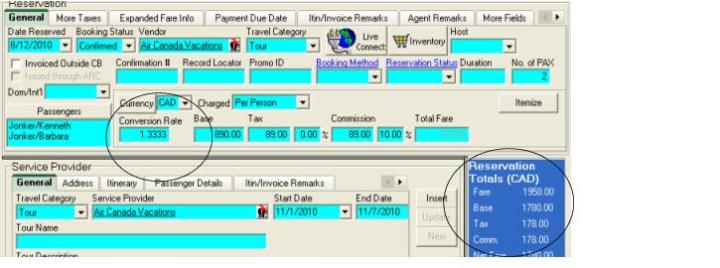 Reservation
General More Taxes Expanded Fare Info Payment Due Date Itin/Invoice Remarks Agent Remarks More Fields
Date Reserved Booking Status Vendor Travel Category Live Connect Inventory Host
8/12/2010 Confirmed Air Canada Vacations Tour
Invoiced Outside CB Confirmation # Record Locator Promo ID Booking Method Reservation Status Duration No. of PAX
Issued through ARC 2
Dom/Int'l
Passengers Currency CAD Charged Per Person Itemize
Jonker/Kenneth Conversion Rate Base Tax Commission Total Fare
Jonker/Barbara 1.3333 890.00 89.00 0.00 % 89.00 10.00 %
Service Provider
General Address Itinerary Passenger Details Itin/Invoice Remarks
Travel Category Service Provider Start Date End Date Insert
Tour Air Canada Vacations 11/1/2010 11/7/2010 Update
Tour Name New
Tour Description
Reservation
Totals (CAD)
Fare 1958.00
Base 1780.00
Tax 178.00
Comm. 178.00
Net Fare 1780.00